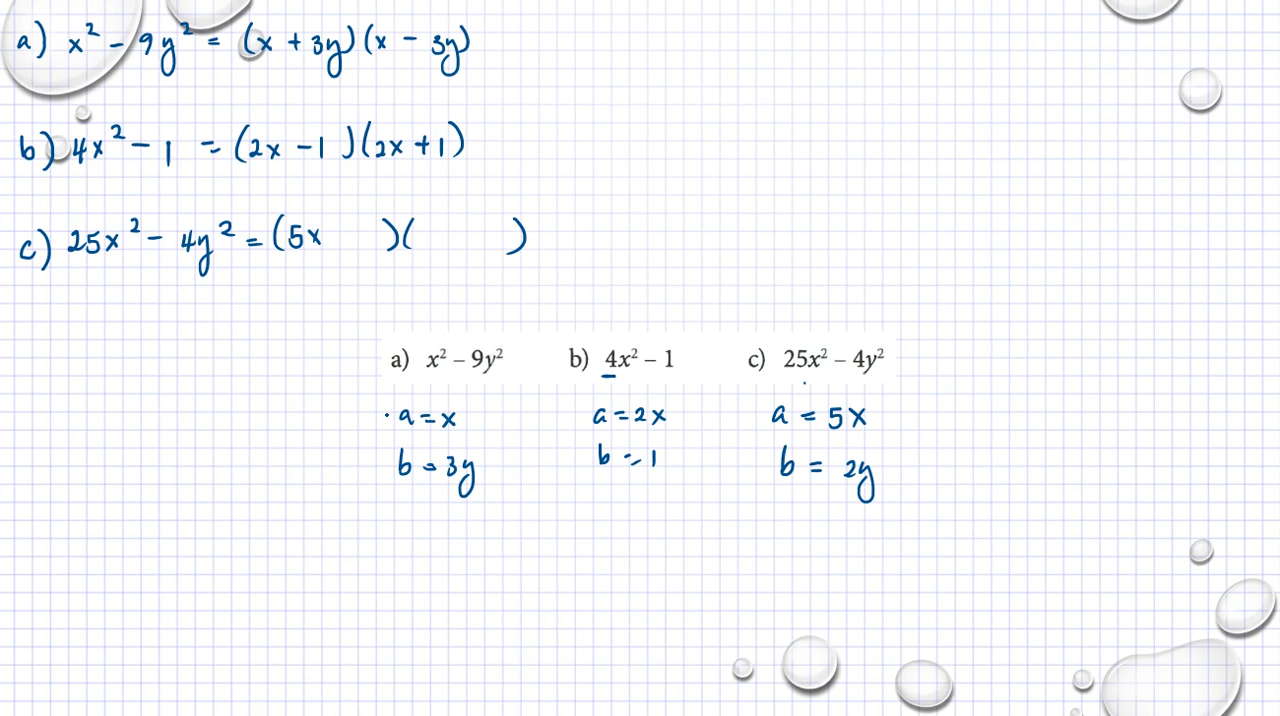 a) x² - 9y² = (x + 3y)(x - 3y)
b) 4x² - 1 = (2x - 1)(2x + 1)
c) 25x² - 4y² = (5x )( )
a) x² – 9y² b) 4x² – 1 c) 25x² – 4y²
a = x a = 2x a = 5x
b = 3y b = 1 b = 2y